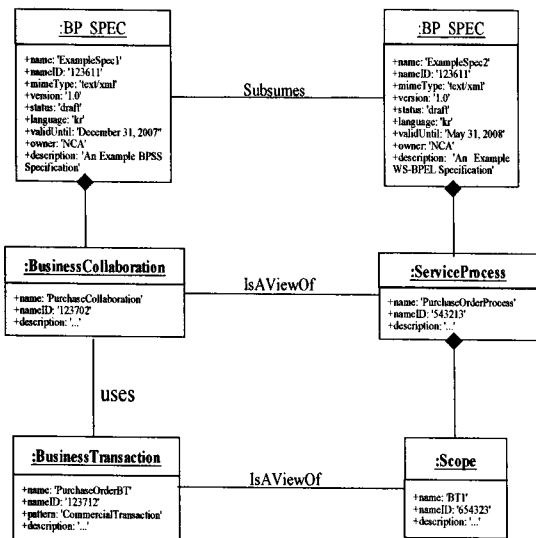 :BP_SPEC
+name: 'ExampleSpec1'
+nameID: '123611'
+mimeType: 'text/xml'
+version: '1.0'
+status: 'draft'
+language: 'kr'
+validUntil: 'December 31, 2007'
+owner: 'NCA'
+description: 'An Example BPSS
Specification'
Subsumes
:BP_SPEC
+name: 'ExampleSpec2'
+nameID: '123611'
+mimeType: 'text/xml'
+version: '1.0'
+status: 'draft'
+language: 'kr'
+validUntil: 'May 31, 2008'
+owner: 'NCA'
+description: 'An Example
WS-BPEL Specification'
:BusinessCollaboration
+name: 'PurchaseCollaboration'
+nameID: '123702'
+description: '...'
IsAViewOf
:ServiceProcess
+name: 'PurchaseOrderProcess'
+nameID: '543213'
+description: '...'
uses
:BusinessTransaction
+name: 'PurchaseOrderBT'
+nameID: '123712'
+pattern: 'CommercialTransaction'
+description: '...'
IsAViewOf
:Scope
+name: 'BT1'
+nameID: '654323'
+description: '...'